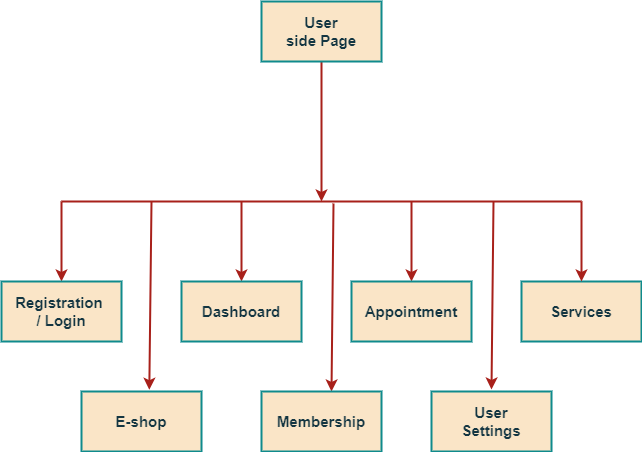 User
side Page
Registration
/ Login
Dashboard
Appointment
Services
E-shop
Membership
User
Settings